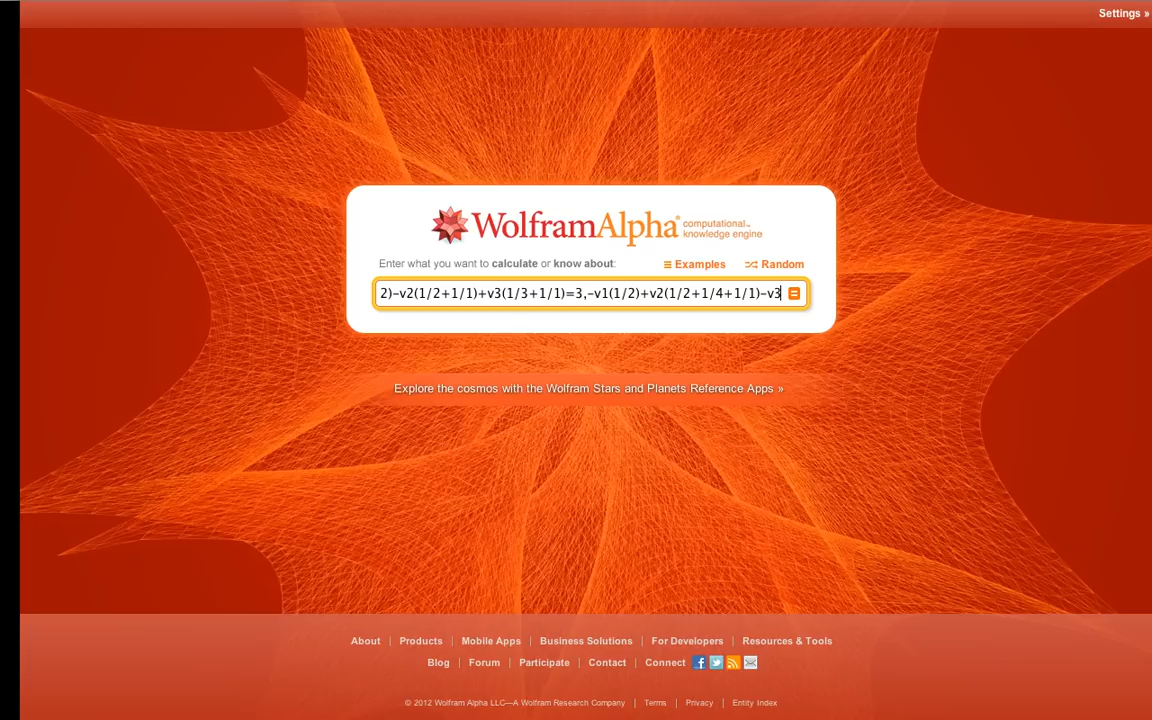 Settings »
WolframAlpha® computational™ knowledge engine
Enter what you want to calculate or know about:
Examples Random
2)-v2(1/2+1/1)+v3(1/3+1/1)=3,-v1(1/2)+v2(1/2+1/4+1/1)-v3
Explore the cosmos with the Wolfram Stars and Planets Reference Apps »
About | Products | Mobile Apps | Business Solutions | For Developers | Resources & Tools
Blog | Forum | Participate | Contact | Connect
© 2012 Wolfram Alpha LLC—A Wolfram Research Company | Terms | Privacy | Entity Index